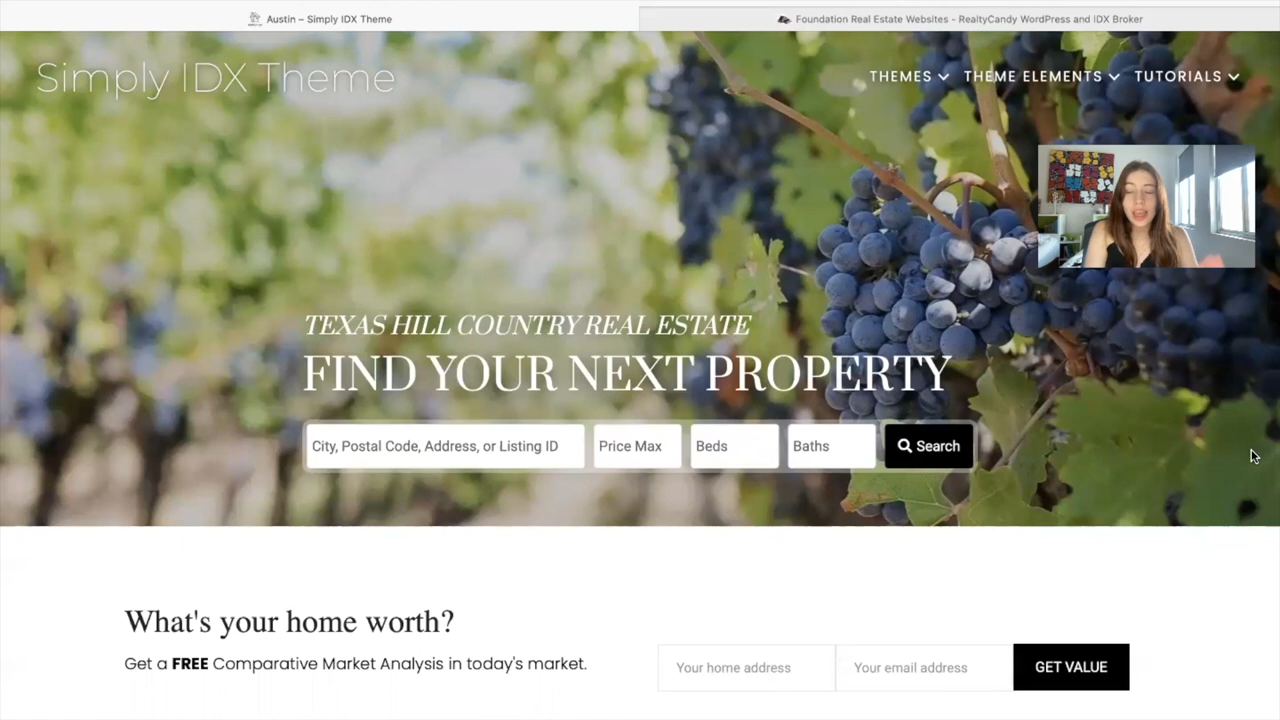 Austin – Simply IDX Theme
Foundation Real Estate Websites - RealtyCandy WordPress and IDX Broker
Simply IDX Theme
THEMES
THEME ELEMENTS
TUTORIALS
TEXAS HILL COUNTRY REAL ESTATE
FIND YOUR NEXT PROPERTY
City, Postal Code, Address, or Listing ID
Price Max
Beds
Baths
Search
What's your home worth?
Get a FREE Comparative Market Analysis in today's market.
Your home address
Your email address
GET VALUE